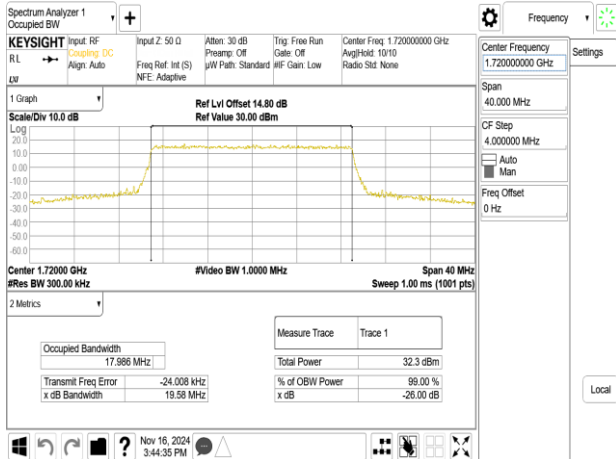 Spectrum Analyzer 1
Occupied BW
KEYSIGHT
RL
LXI
Input: RF
Coupling: DC
Align: Auto
Input Z: 50 Ω
Freq Ref: Int (S)
NFE: Adaptive
Atten: 30 dB
Preamp: Off
µW Path: Standard
Trig: Free Run
Gate: Off
#IF Gain: Low
Center Freq: 1.720000000 GHz
Avg|Hold: 10/10
Radio Std: None
1 Graph
Scale/Div 10.0 dB
Ref Lvl Offset 14.80 dB
Ref Value 30.00 dBm
Log
20.0
10.0
0.00
-10.0
-20.0
-30.0
-40.0
-50.0
-60.0
Center 1.72000 GHz
#Res BW 300.00 kHz
#Video BW 1.0000 MHz
Span 40 MHz
Sweep 1.00 ms (1001 pts)
2 Metrics
Occupied Bandwidth
17.986 MHz
Transmit Freq Error -24.008 kHz
x dB Bandwidth 19.58 MHz
Measure Trace Trace 1
Total Power 32.3 dBm
% of OBW Power 99.00 %
x dB -26.00 dB
Nov 16, 2024
3:44:35 PM
Frequency
Center Frequency
1.720000000 GHz
Span
40.000 MHz
CF Step
4.000000 MHz
Auto
Man
Freq Offset
0 Hz
Settings
Local